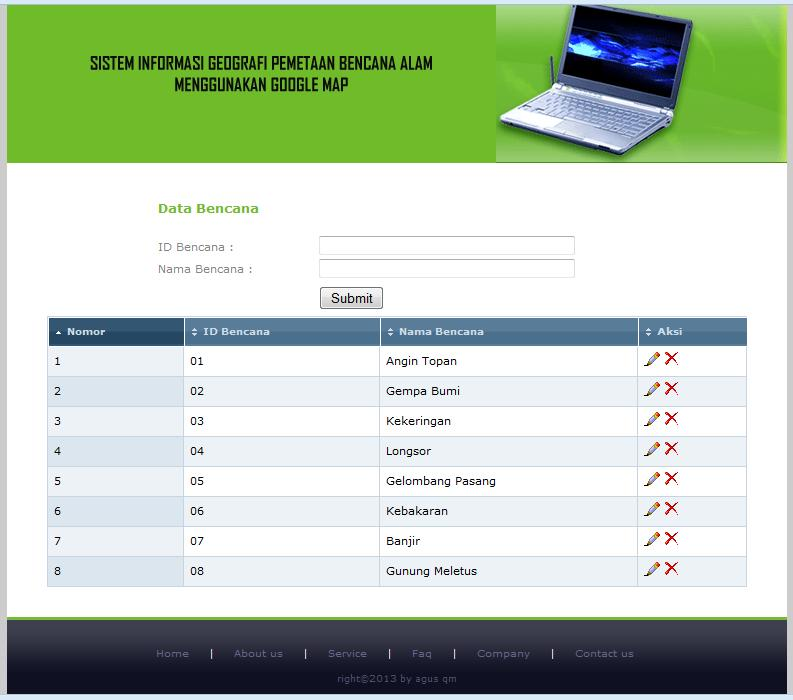 SISTEM INFORMASI GEOGRAFI PEMETAAN BENCANA ALAM
MENGGUNAKAN GOOGLE MAP
Data Bencana
ID Bencana :
Nama Bencana :
Submit
Nomor ID Bencana Nama Bencana Aksi
1 01 Angin Topan
2 02 Gempa Bumi
3 03 Kekeringan
4 04 Longsor
5 05 Gelombang Pasang
6 06 Kebakaran
7 07 Banjir
8 08 Gunung Meletus
Home | About us | Service | Faq | Company | Contact us
right©2013 by agus qm